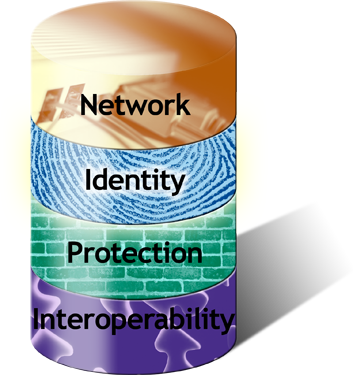 Network
Identity
Protection
Interoperability